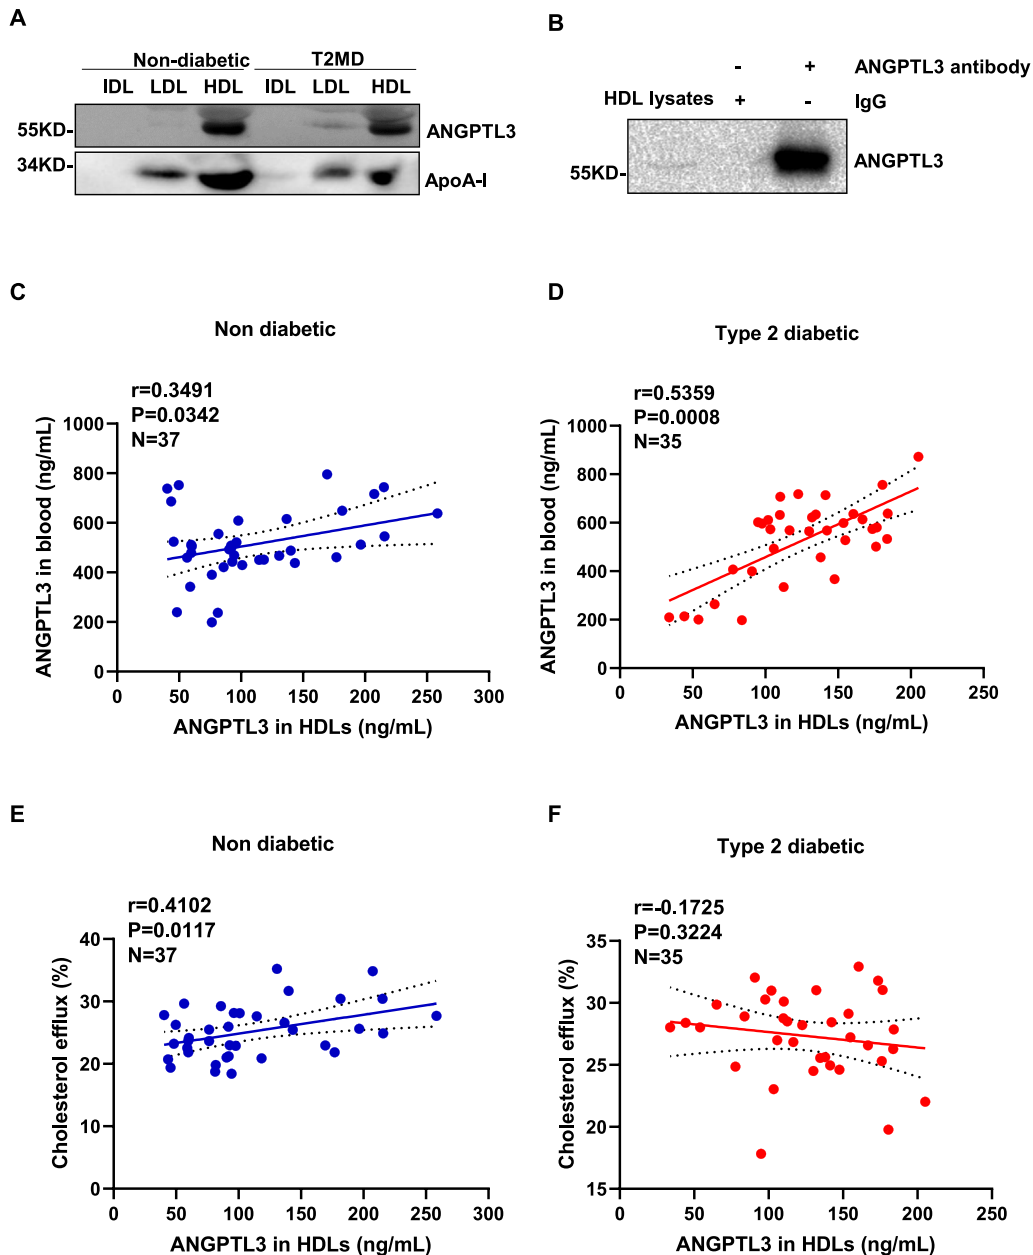 A
Non-diabetic T2MD
IDL LDL HDL IDL LDL HDL
55KD- ANGPTL3
34KD- ApoA-I
B
- + ANGPTL3 antibody
HDL lysates + - IgG
55KD- ANGPTL3
C
Non diabetic
r=0.3491
P=0.0342
N=37
ANGPTL3 in blood (ng/mL)
1000
800
600
400
200
0
0 50 100 150 200 250 300
ANGPTL3 in HDLs (ng/mL)
D
Type 2 diabetic
r=0.5359
P=0.0008
N=35
ANGPTL3 in blood (ng/mL)
1000
800
600
400
200
0
0 50 100 150 200 250
ANGPTL3 in HDLs (ng/mL)
E
Non diabetic
r=0.4102
P=0.0117
N=37
Cholesterol efflux (%)
40
30
20
10
0
0 50 100 150 200 250 300
ANGPTL3 in HDLs (ng/mL)
F
Type 2 diabetic
r=-0.1725
P=0.3224
N=35
Cholesterol efflux (%)
35
30
25
20
15
0 50 100 150 200 250
ANGPTL3 in HDLs (ng/mL)